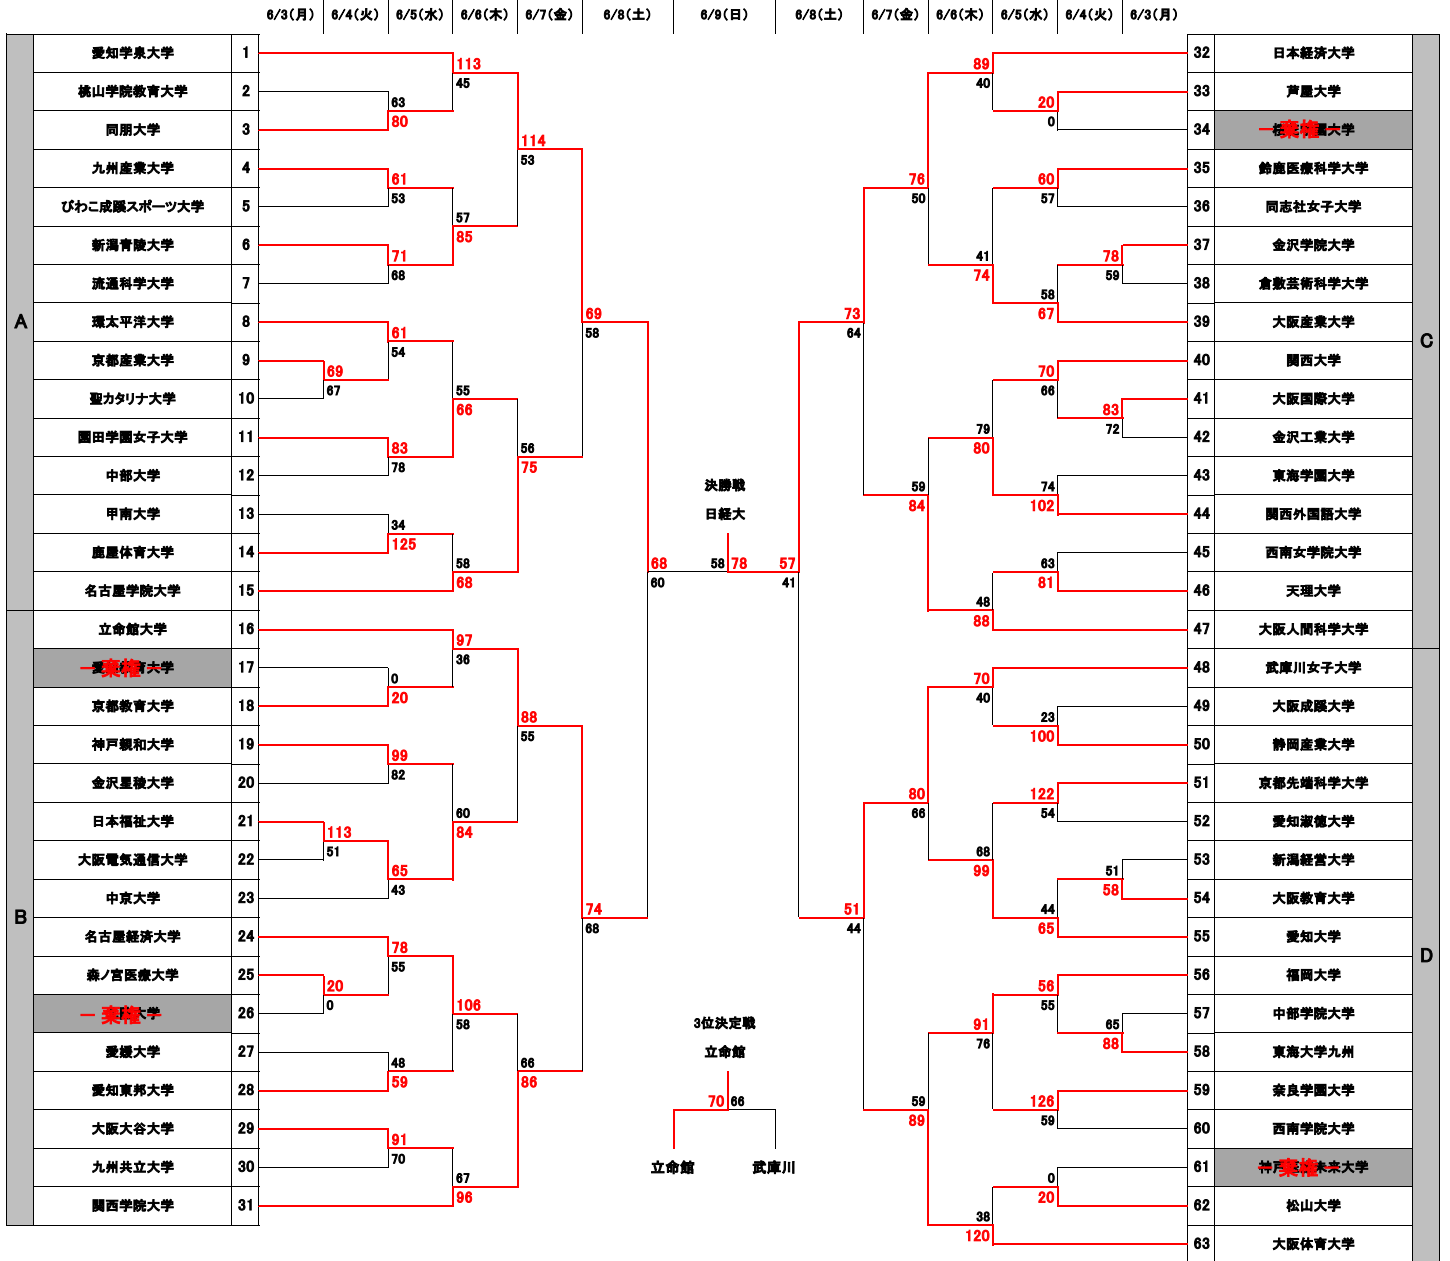 6/3(月) 6/4(火) 6/5(水) 6/6(木) 6/7(金) 6/8(土) 6/9(日) 6/8(土) 6/7(金) 6/6(木) 6/5(水) 6/4(火) 6/3(月)
A
愛知学泉大学 1
桃山学院教育大学 2
同朋大学 3
九州産業大学 4
びわこ成蹊スポーツ大学 5
新潟青陵大学 6
流通科学大学 7
環太平洋大学 8
京都産業大学 9
聖カタリナ大学 10
園田学園女子大学 11
中部大学 12
甲南大学 13
鹿屋体育大学 14
名古屋学院大学 15
B
立命館大学 16
棄権 大学 17
京都教育大学 18
神戸親和大学 19
金沢星稜大学 20
日本福祉大学 21
大阪電気通信大学 22
中京大学 23
名古屋経済大学 24
森ノ宮医療大学 25
棄権 大学 26
愛媛大学 27
愛知東邦大学 28
大阪大谷大学 29
九州共立大学 30
関西学院大学 31
63
80
61
53
71
68
69
67
61
54
83
78
34
125
0
20
99
82
113
51
65
43
20
0
78
55
48
59
91
70
113
45
57
85
55
66
58
68
97
36
60
84
106
58
67
96
114
53
56
75
88
55
66
86
69
58
74
68
68
60
決勝戦
日経大
58 78
57
41
3位決定戦
立命館
70 66
立命館 武庫川
73
64
51
44
76
50
59
84
80
66
59
89
89
40
41
74
79
80
48
88
70
40
68
99
91
76
38
120
20
0
60
57
78
59
58
67
70
66
83
72
74
102
63
81
23
100
122
54
51
58
44
65
56
55
65
88
126
59
0
20
C
32 日本経済大学
33 芦屋大学
34 棄権 大学
35 鈴鹿医療科学大学
36 同志社女子大学
37 金沢学院大学
38 倉敷芸術科学大学
39 大阪産業大学
40 関西大学
41 大阪国際大学
42 金沢工業大学
43 東海学園大学
44 関西外国語大学
45 西南女学院大学
46 天理大学
47 大阪人間科学大学
D
48 武庫川女子大学
49 大阪成蹊大学
50 静岡産業大学
51 京都先端科学大学
52 愛知淑徳大学
53 新潟経営大学
54 大阪教育大学
55 愛知大学
56 福岡大学
57 中部学院大学
58 東海大学九州
59 奈良学園大学
60 西南学院大学
61 神戸 棄権 未来大学
62 松山大学
63 大阪体育大学